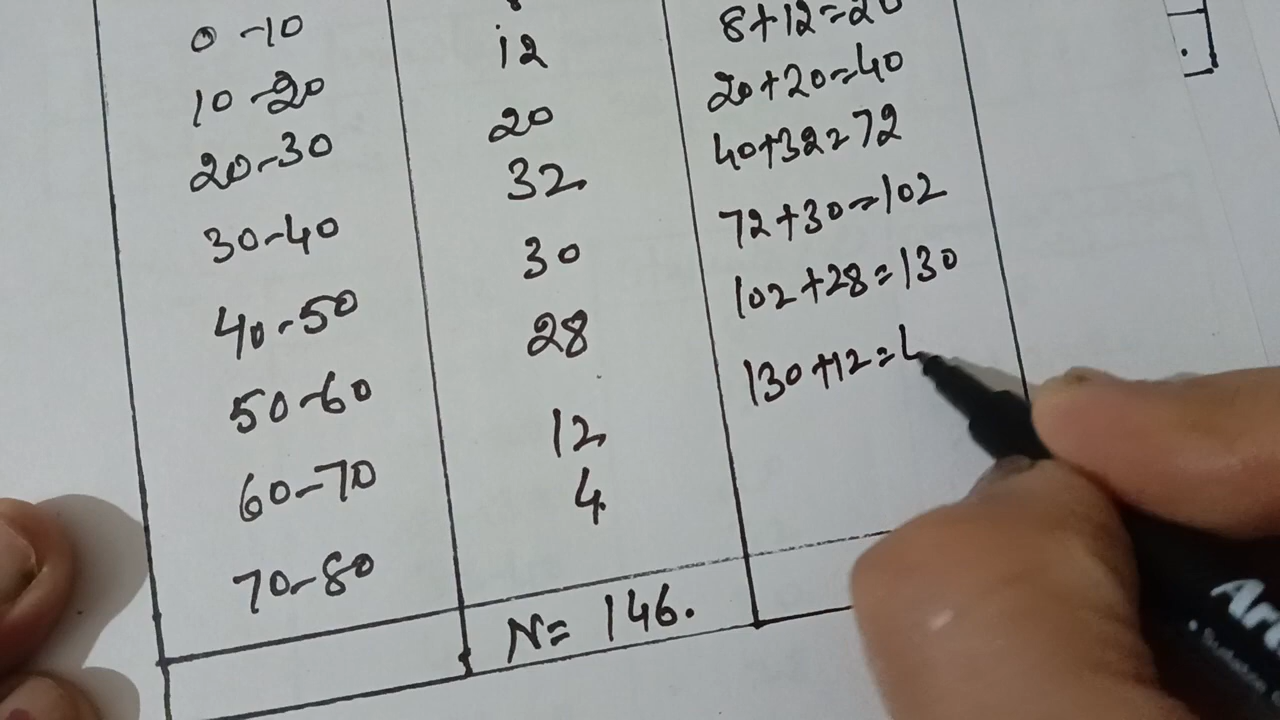 0-10 12 8+12=20
10-20 20 20+20=40
20-30 32 40+32=72
30-40 30 72+30=102
40-50 28 102+28=130
50-60 12 130+12=
60-70 4
70-80
N= 146.